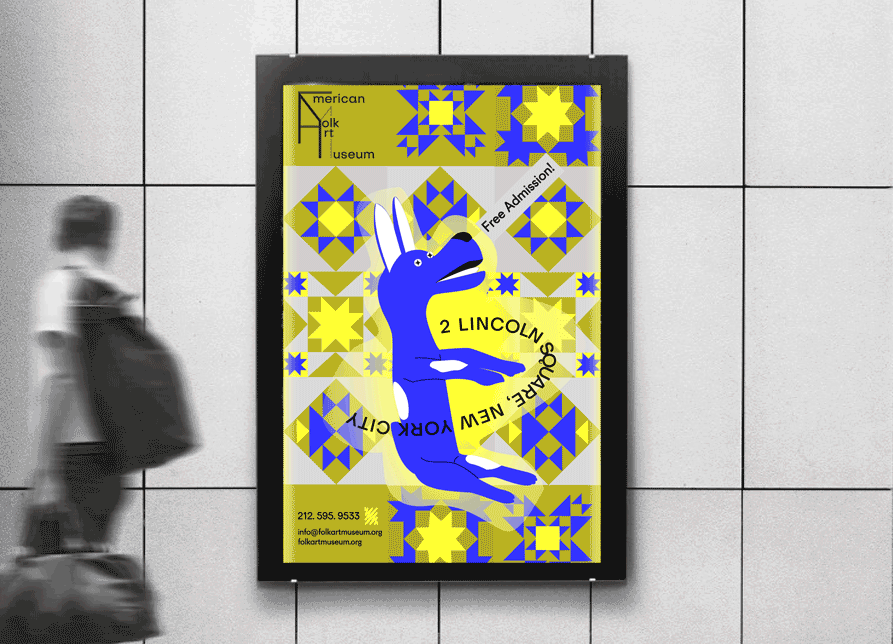 American
Folk
Art
Museum
Free Admission!
2 LINCOLN SQUARE, NEW YORK CITY
212. 595. 9533
info@folkartmuseum.org
folkartmuseum.org